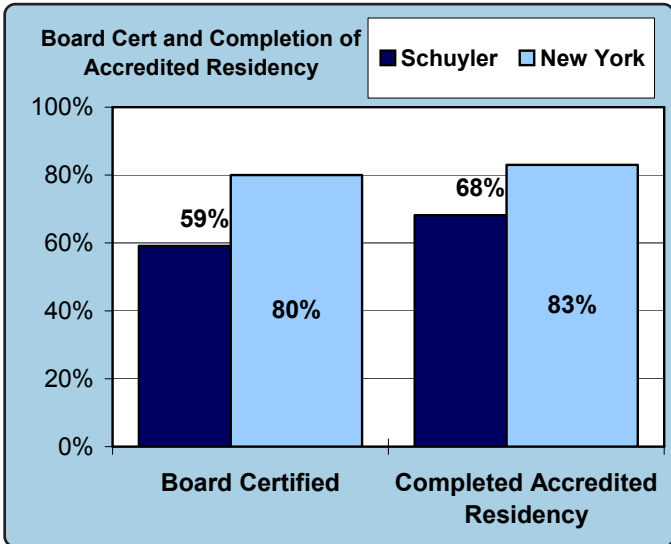 Board Cert and Completion of
Accredited Residency
Schuyler New York
100%
80%
60%
40%
20%
0%
59%
80%
68%
83%
Board Certified
Completed Accredited
Residency